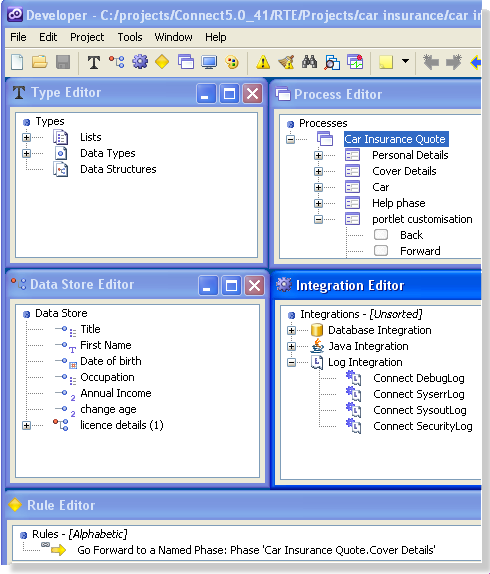 Developer - C:/projects/Connect5.0_41/RTE/Projects/car insurance/car in
File Edit Project Tools Window Help
Type Editor
Types
Lists
Data Types
Data Structures
Process Editor
Processes
Car Insurance Quote
Personal Details
Cover Details
Car
Help phase
portlet customisation
Back
Forward
Data Store Editor
Data Store
Title
First Name
Date of birth
Occupation
Annual Income
change age
licence details (1)
Integration Editor
Integrations - [Unsorted]
Database Integration
Java Integration
Log Integration
Connect DebugLog
Connect SyserrLog
Connect SysoutLog
Connect SecurityLog
Rule Editor
Rules - [Alphabetic]
Go Forward to a Named Phase: Phase 'Car Insurance Quote.Cover Details'